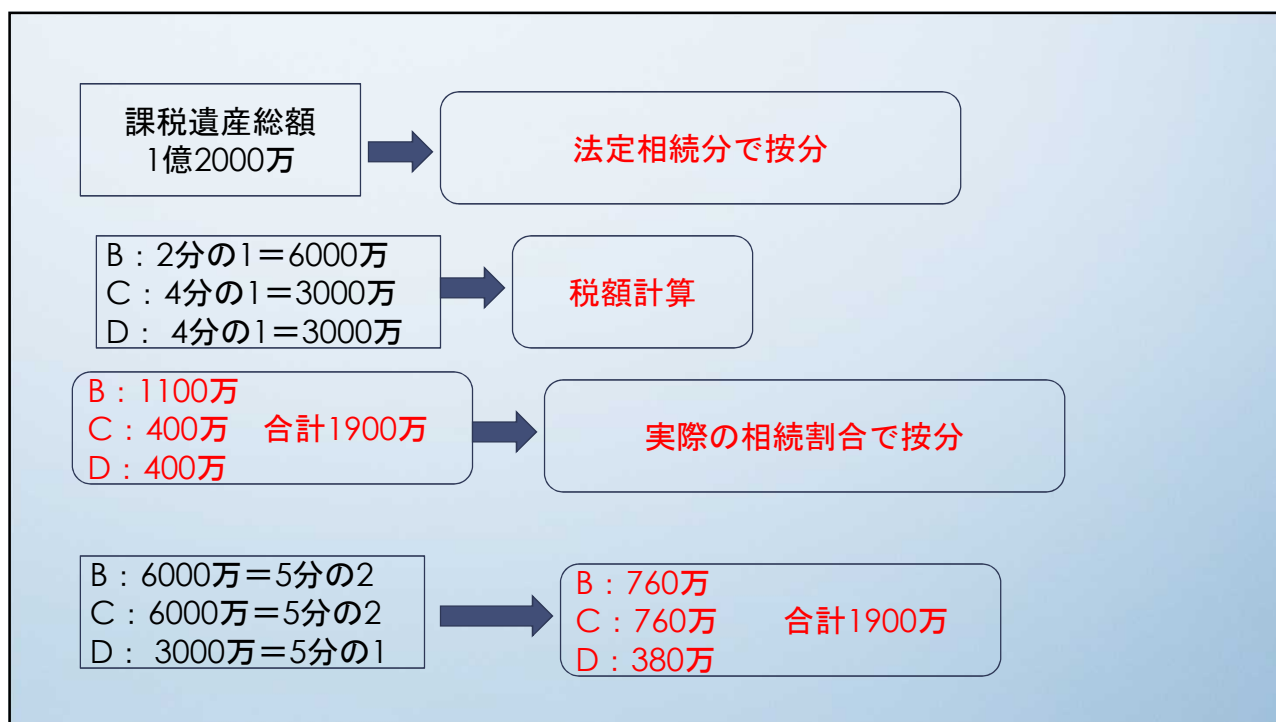 課税遺産総額
1億2000万
法定相続分で按分
B：2分の1＝6000万
C：4分の1＝3000万
D： 4分の1＝3000万
税額計算
B：1100万
C：400万　合計1900万
D：400万
実際の相続割合で按分
B：6000万＝5分の2
C：6000万＝5分の2
D： 3000万＝5分の1
B：760万
C：760万　　合計1900万
D：380万